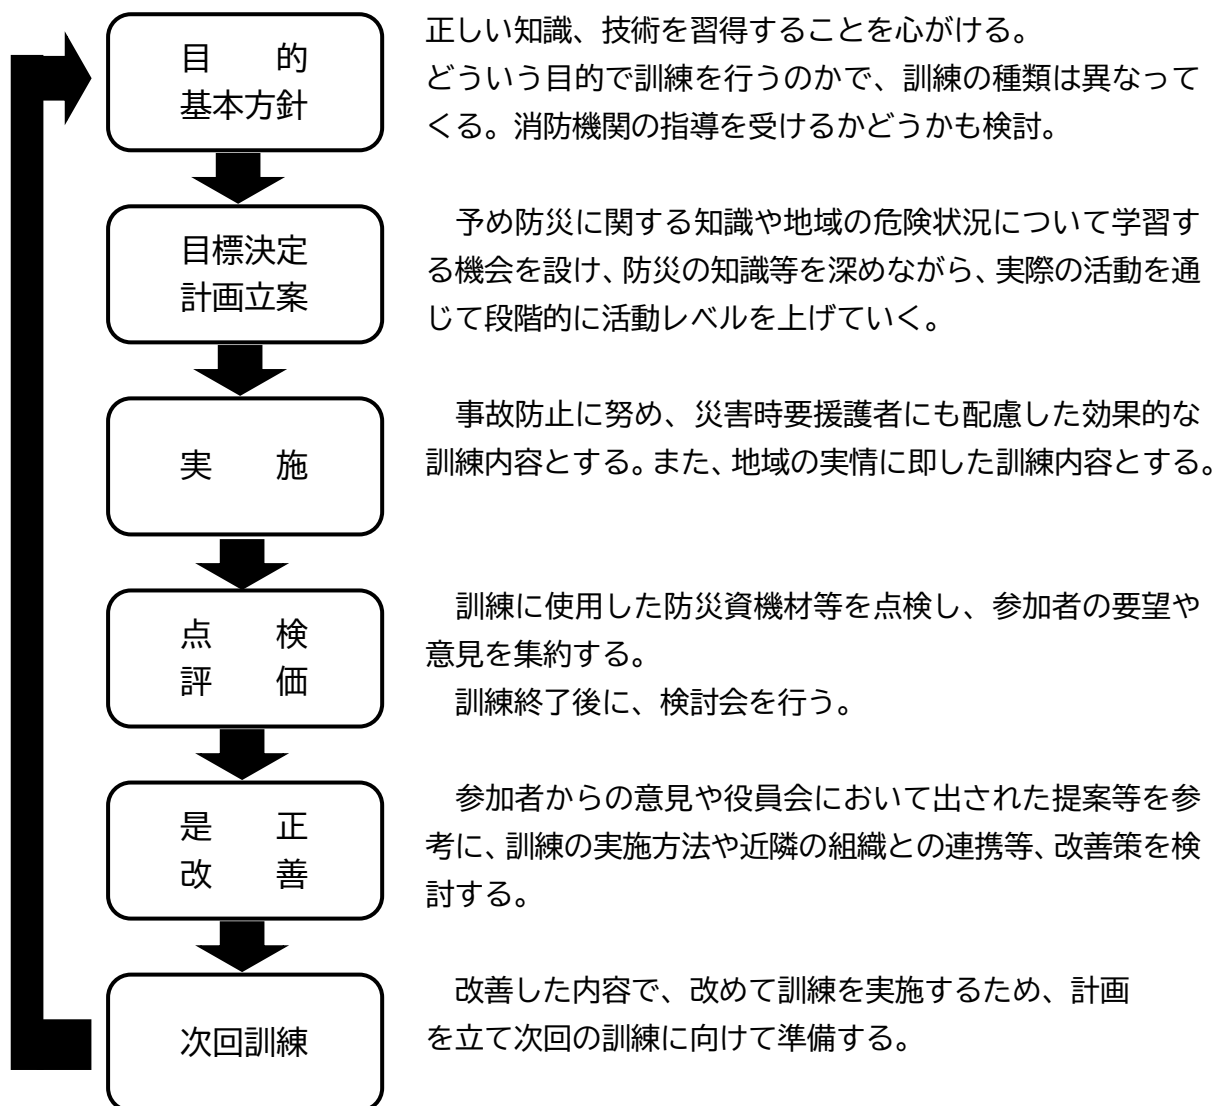 目　的
基本方針
正しい知識、技術を習得することを心がける。
どういう目的で訓練を行うのかで、訓練の種類は異なって
くる。消防機関の指導を受けるかどうかも検討。
目標決定
計画立案
予め防災に関する知識や地域の危険状況について学習す
る機会を設け、防災の知識等を深めながら、実際の活動を通
じて段階的に活動レベルを上げていく。
実　施
事故防止に努め、災害時要援護者にも配慮した効果的な
訓練内容とする。また、地域の実情に即した訓練内容とする。
点　検
評　価
訓練に使用した防災資機材等を点検し、参加者の要望や
意見を集約する。
訓練終了後に、検討会を行う。
是　正
改　善
参加者からの意見や役員会において出された提案等を参
考に、訓練の実施方法や近隣の組織との連携等、改善策を検
討する。
次回訓練
改善した内容で、改めて訓練を実施するため、計画
を立て次回の訓練に向けて準備する。